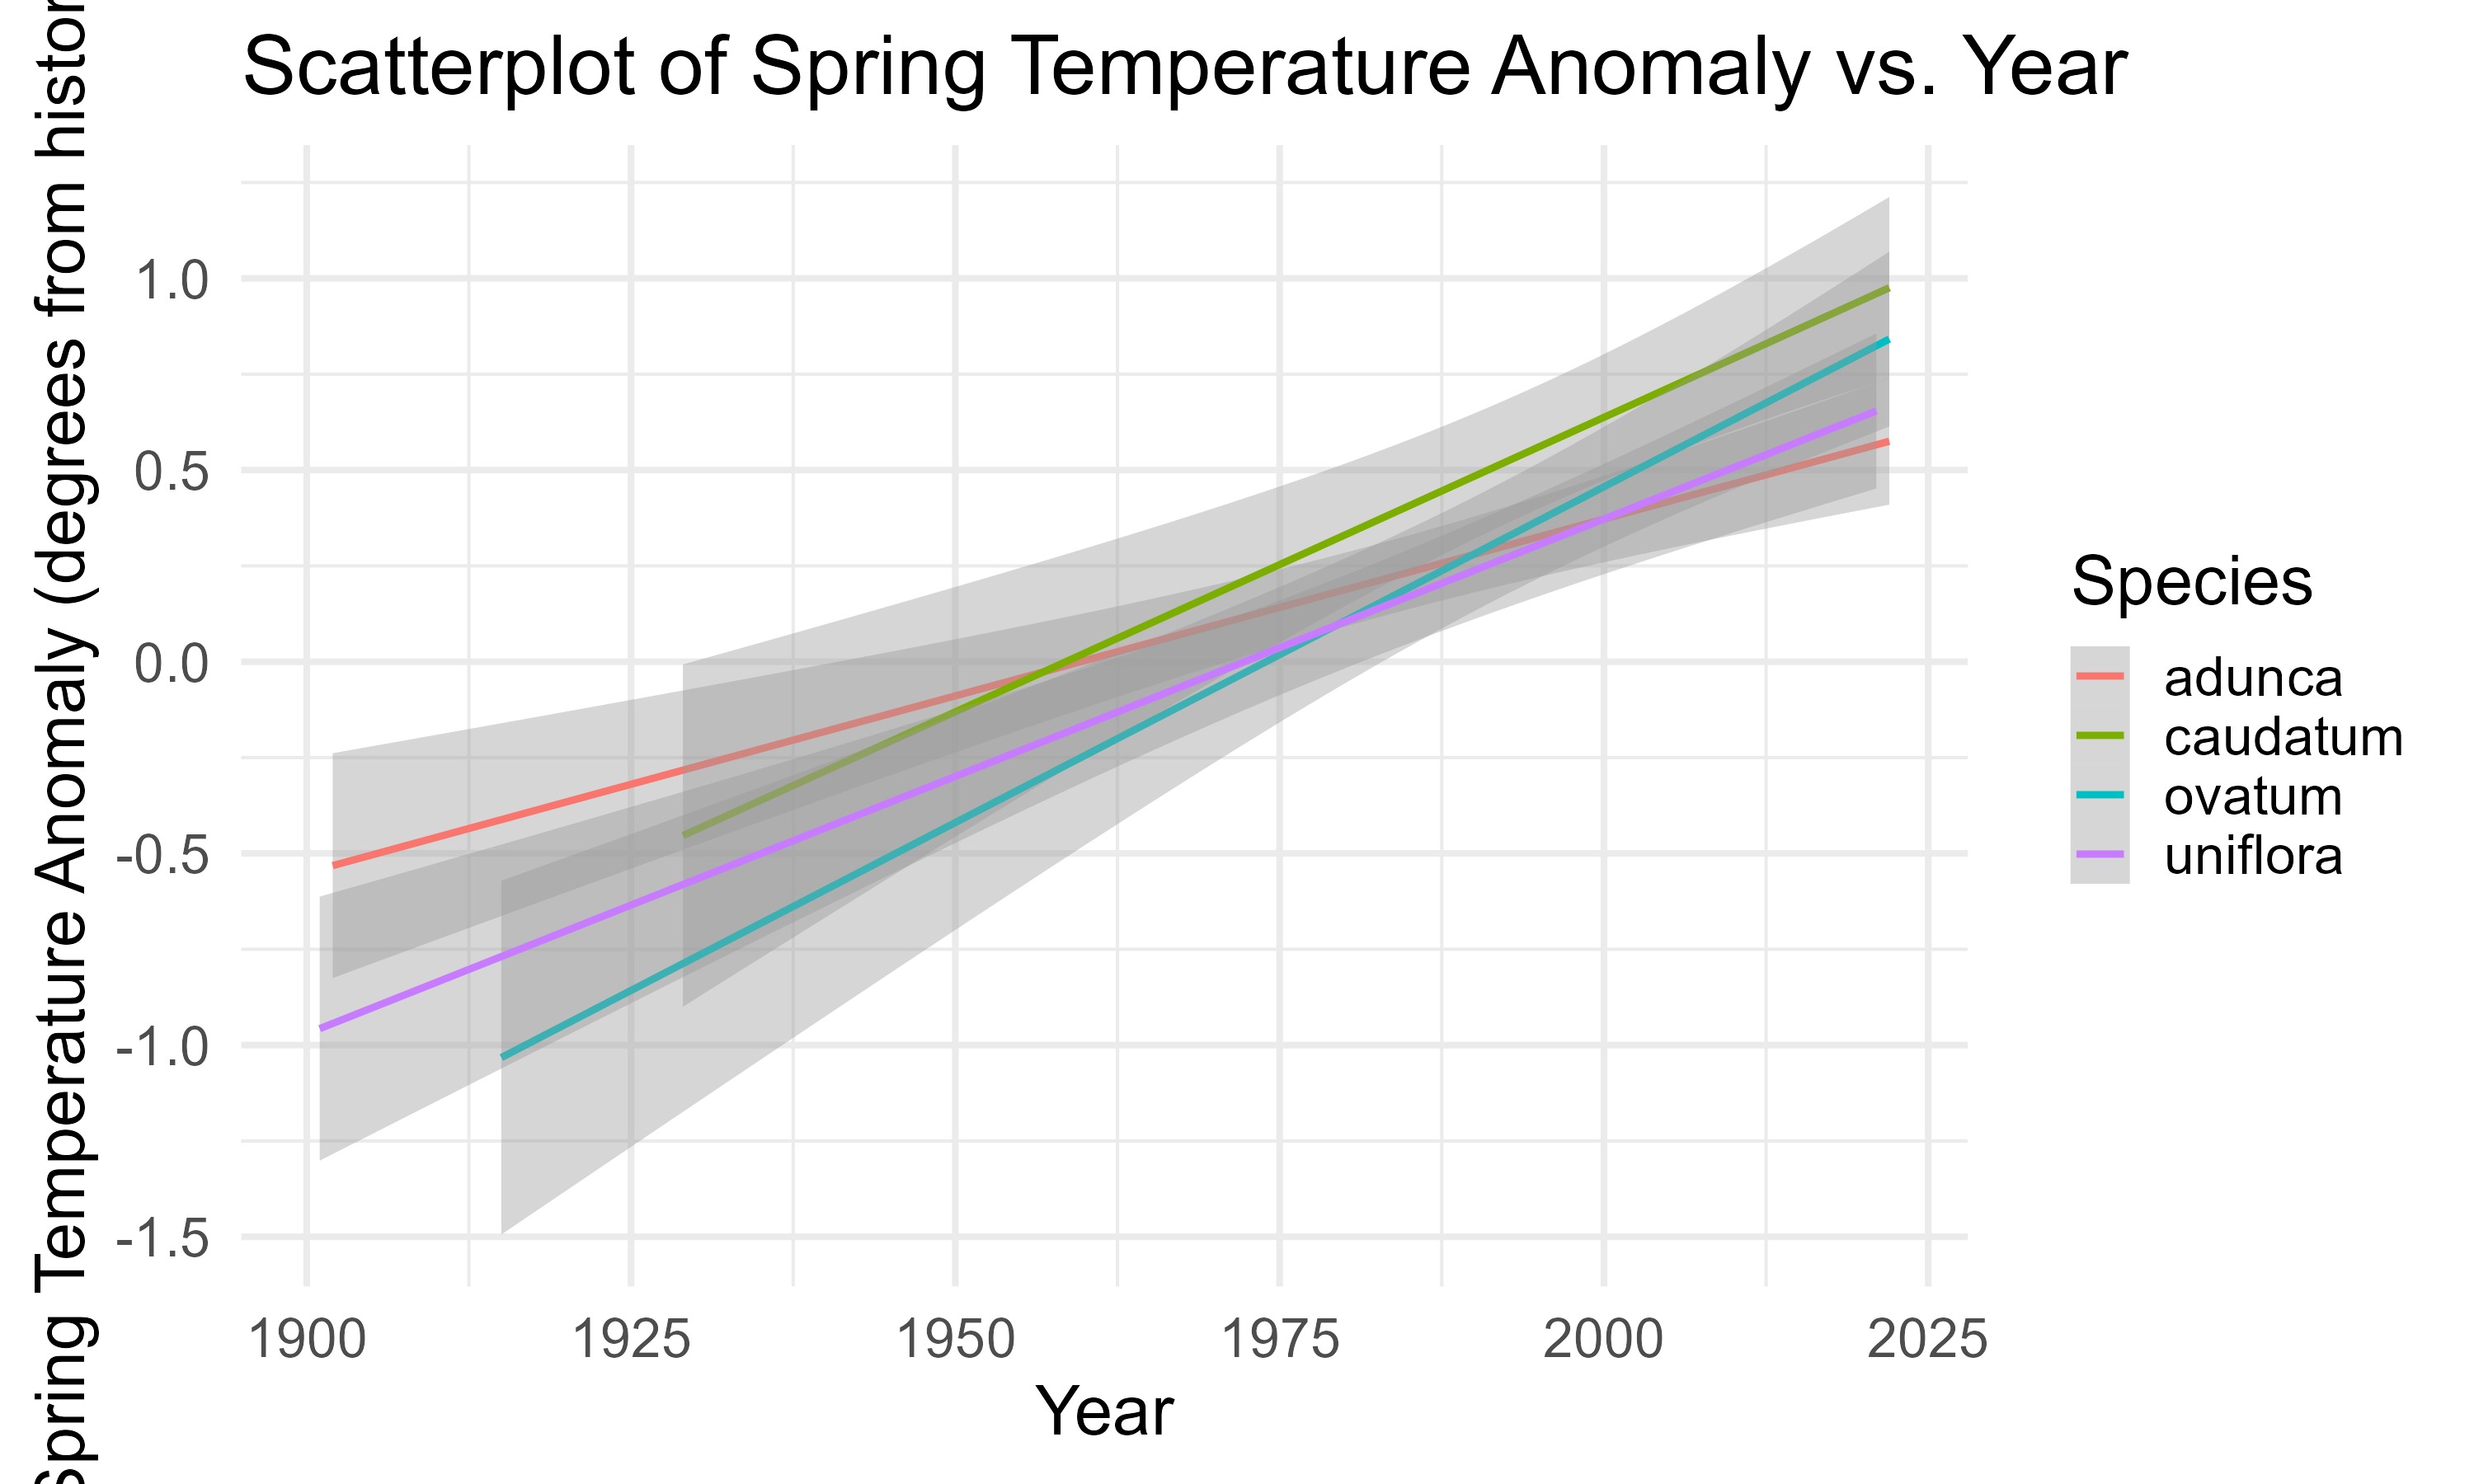 Scatterplot of Spring Temperature Anomaly vs. Year
Spring Temperature Anomaly (degrees from
1.0
0.5
0.0
-0.5
-1.0
-1.5
1900 1925 1950 1975 2000 2025
Year
Species
adunca
caudatum
ovatum
uniflora